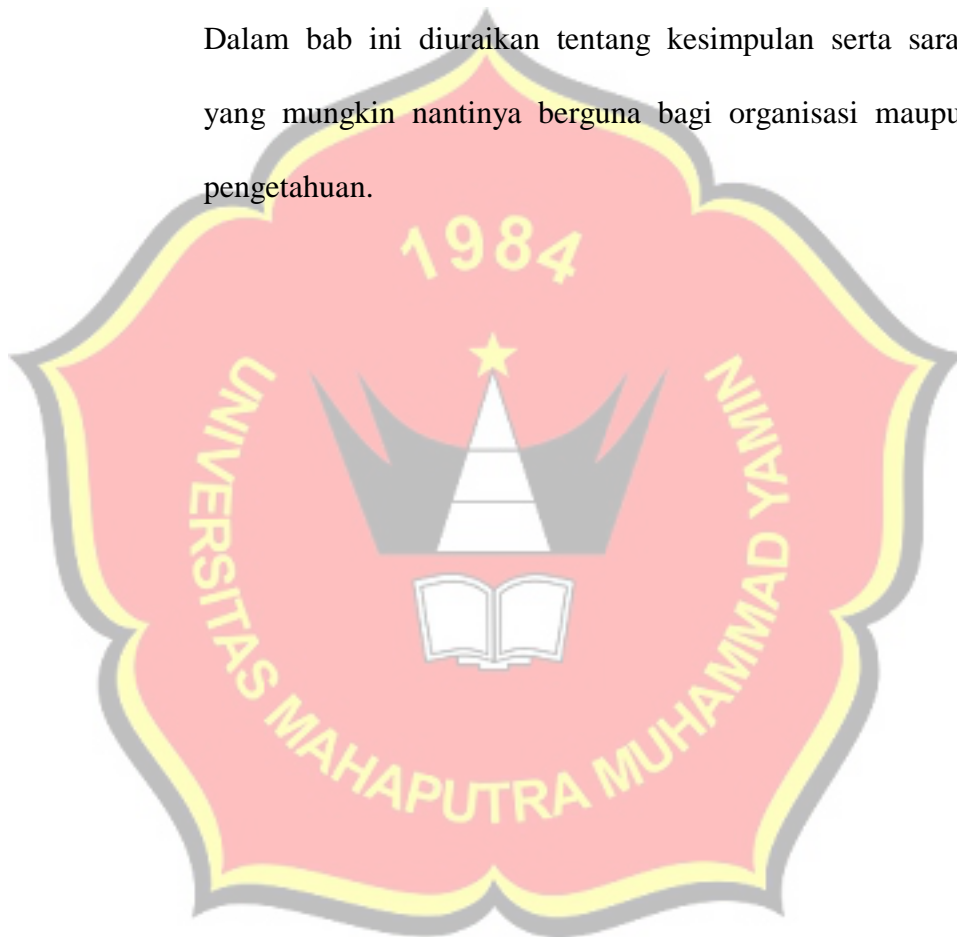 Dalam bab ini diuraikan tentang kesimpulan serta sara
yang mungkin nantinya berguna bagi organisasi maupu
pengetahuan.
1984
UNIVERSITAS MAHAPUTRA MUHAMMAD YAMIN